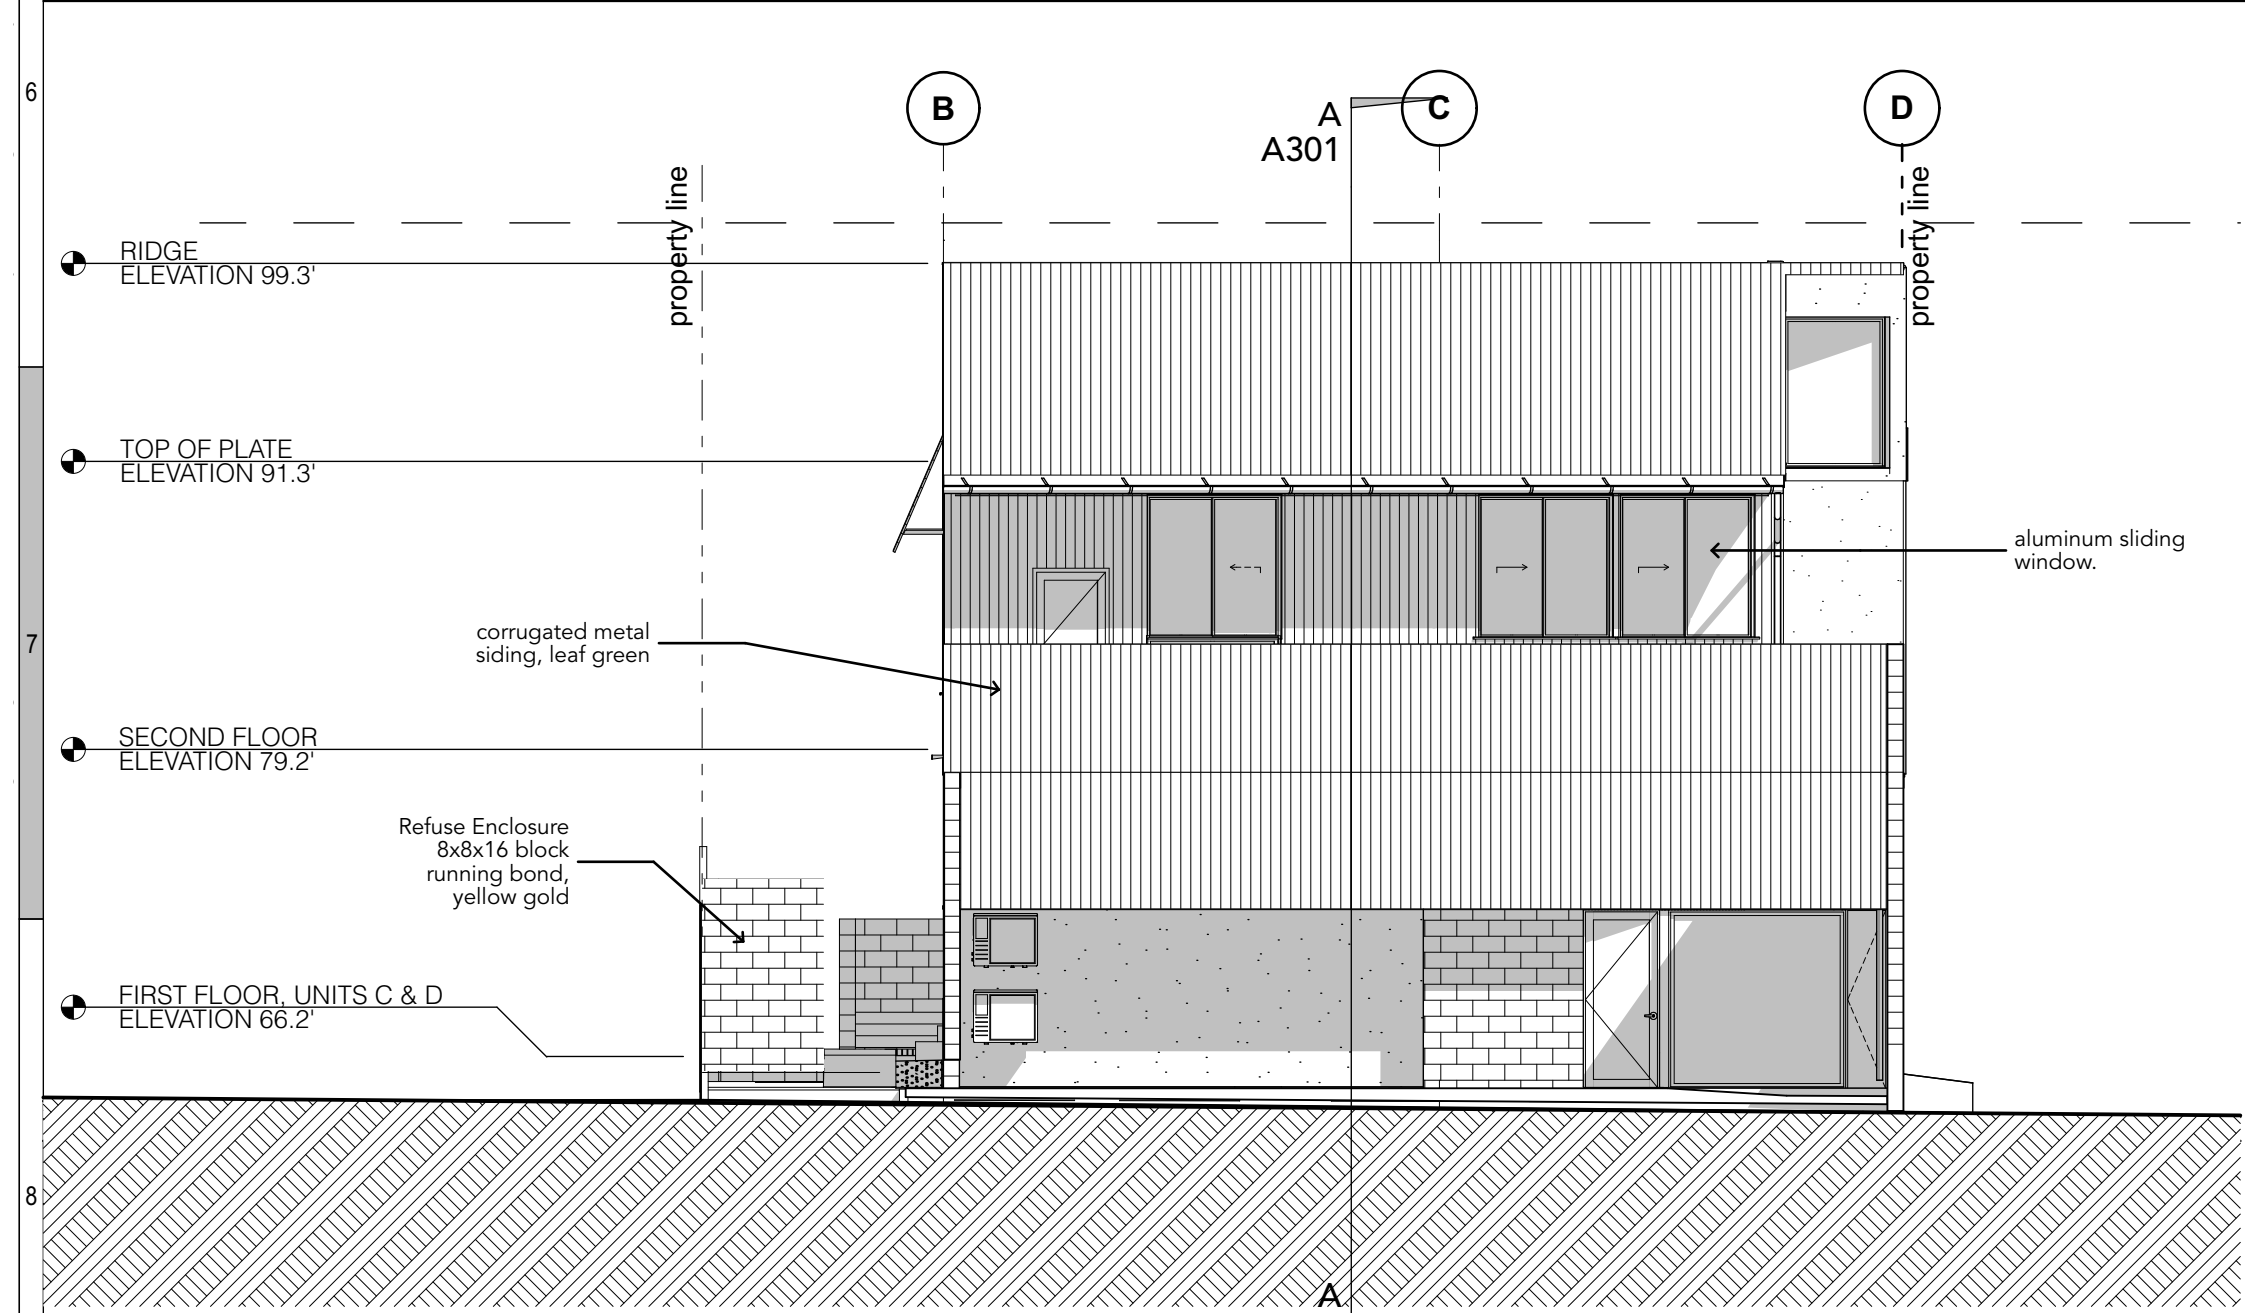 6
B
A
A301
C
D
property line
property line
RIDGE
ELEVATION 99.3'
TOP OF PLATE
ELEVATION 91.3'
aluminum sliding
window.
corrugated metal
siding, leaf green
7
SECOND FLOOR
ELEVATION 79.2'
Refuse Enclosure
8x8x16 block
running bond,
yellow gold
FIRST FLOOR, UNITS C & D
ELEVATION 66.2'
8
A